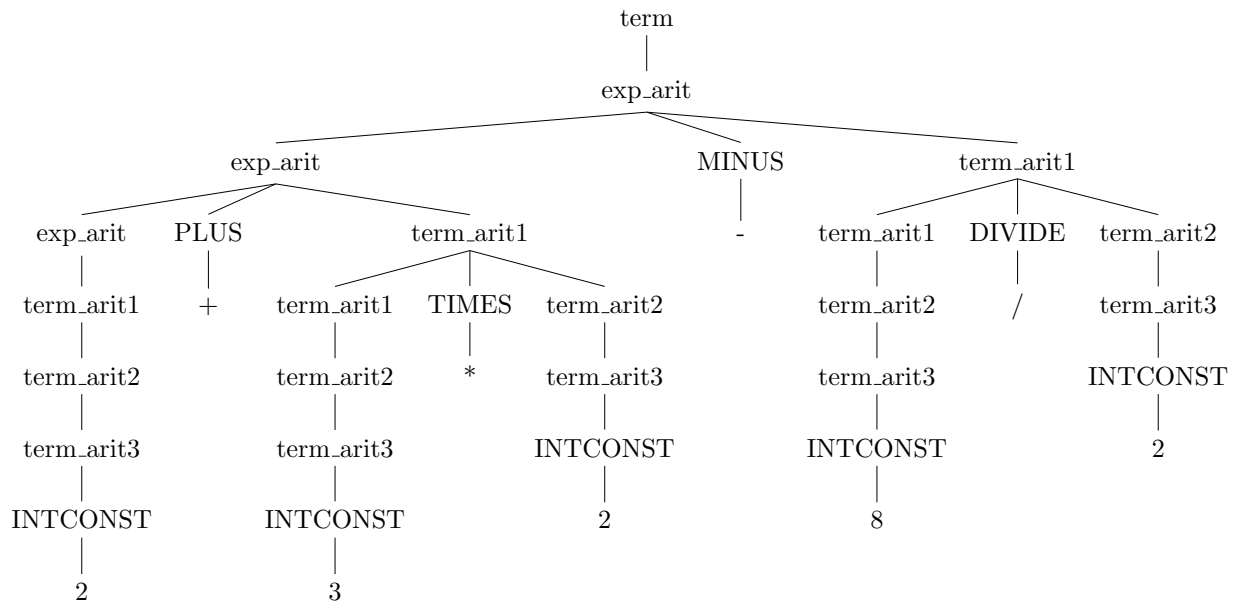 term
exp_arit
exp_arit MINUS term_arit1
exp_arit PLUS term_arit1 - term_arit1 DIVIDE term_arit2
term_arit1 + term_arit1 TIMES term_arit2 term_arit2 / term_arit3
term_arit2 term_arit2 * term_arit3 term_arit3 INTCONST
term_arit3 term_arit3 INTCONST INTCONST 2
INTCONST INTCONST 2 8
2 3